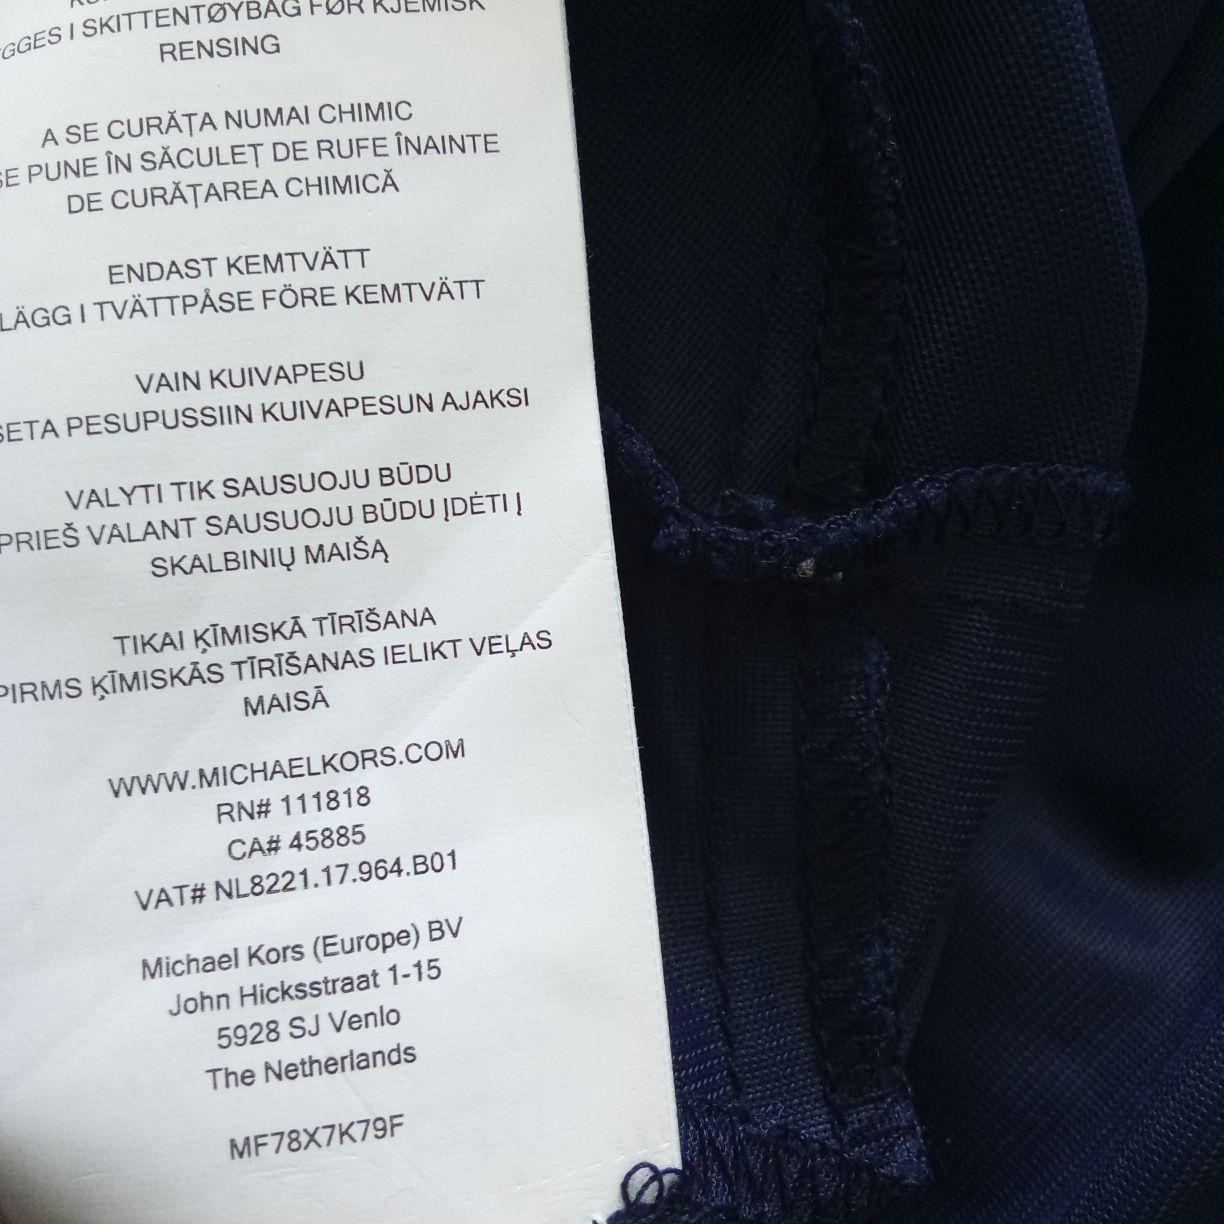 GGES I SKITTENTØYBAG FØR KJEMISK
RENSING
A SE CURĂȚA NUMAI CHIMIC
SE PUNE ÎN SĂCULEȚ DE RUFE ÎNAINTE
DE CURĂȚAREA CHIMICĂ
ENDAST KEMTVÄTT
LÄGG I TVÄTTPÅSE FÖRE KEMTVÄTT
VAIN KUIVAPESU
SETA PESUPUSSIIN KUIVAPESUN AJAKSI
VALYTI TIK SAUSUOJU BŪDU
PRIEŠ VALANT SAUSUOJU BŪDU ĮDĖTI Į
SKALBINIŲ MAIŠĄ
TIKAI ĶĪMISKĀ TĪRĪŠANA
PIRMS ĶĪMISKĀS TĪRĪŠANAS IELIKT VEĻAS
MAISĀ
WWW.MICHAELKORS.COM
RN# 111818
CA# 45885
VAT# NL8221.17.964.B01
Michael Kors (Europe) BV
John Hicksstraat 1-15
5928 SJ Venlo
The Netherlands
MF78X7K79F